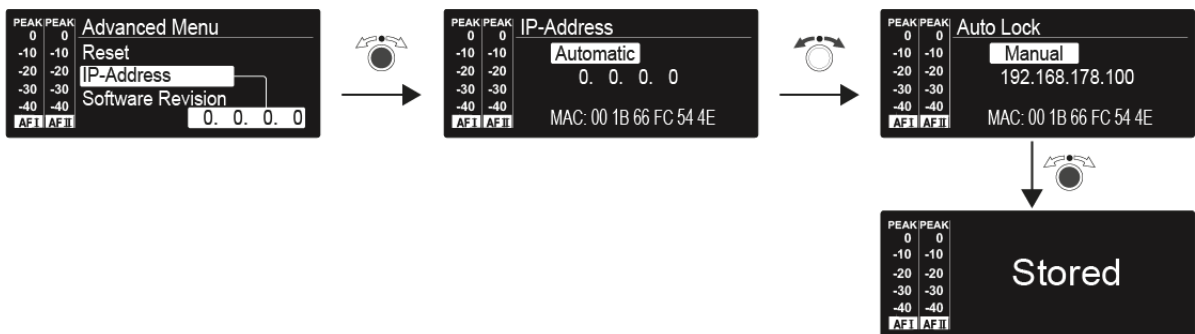 PEAK PEAK
0 0
-10 -10
-20 -20
-30 -30
-40 -40
AF I AF II
Advanced Menu
Reset
IP-Address
Software Revision
0. 0. 0. 0
PEAK PEAK
0 0
-10 -10
-20 -20
-30 -30
-40 -40
AF I AF II
IP-Address
Automatic
0. 0. 0. 0
MAC: 00 1B 66 FC 54 4E
PEAK PEAK
0 0
-10 -10
-20 -20
-30 -30
-40 -40
AF I AF II
Auto Lock
Manual
192.168.178.100
MAC: 00 1B 66 FC 54 4E
PEAK PEAK
0 0
-10 -10
-20 -20
-30 -30
-40 -40
AF I AF II
Stored